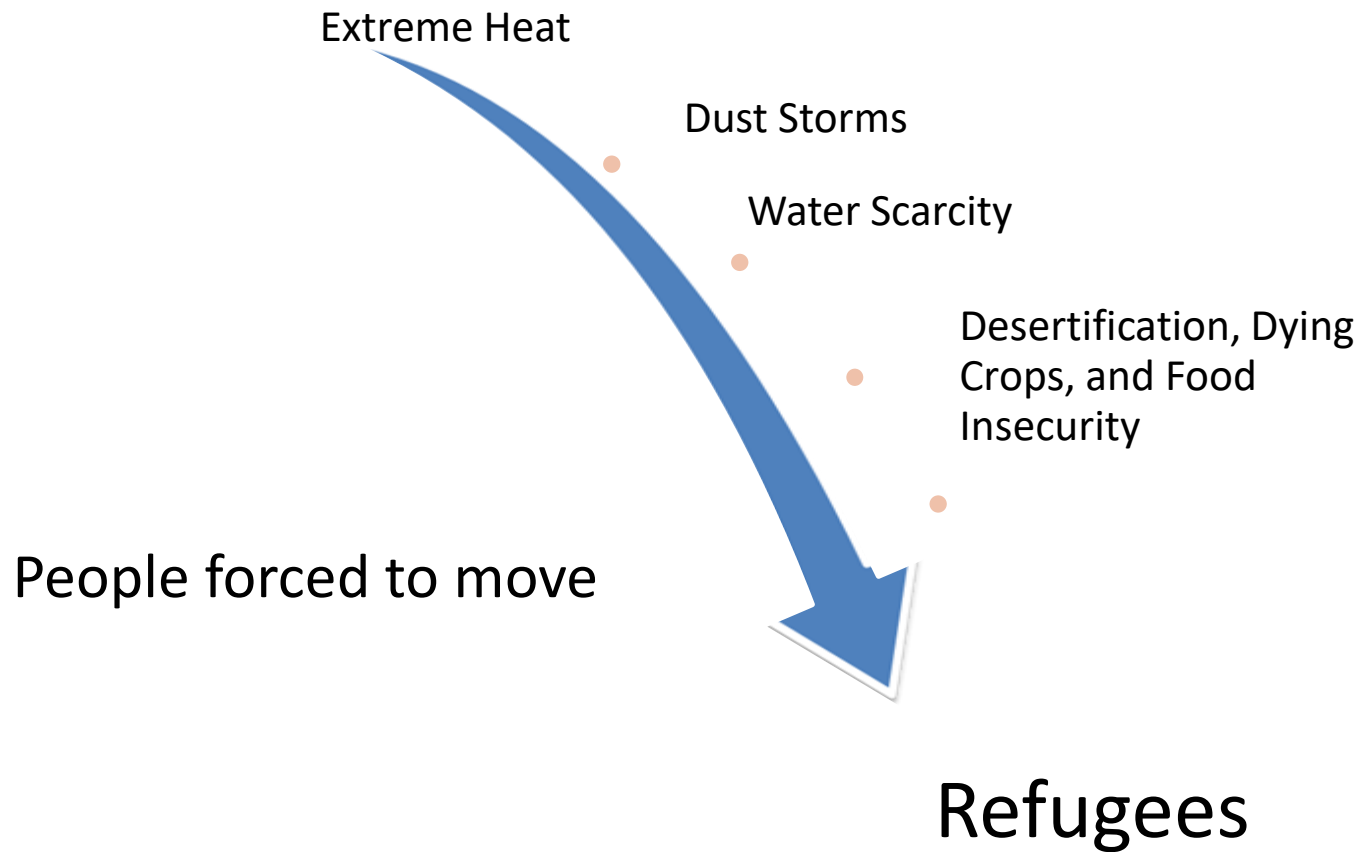 Extreme Heat
Dust Storms
Water Scarcity
Desertification, Dying
Crops, and Food
Insecurity
People forced to move
Refugees